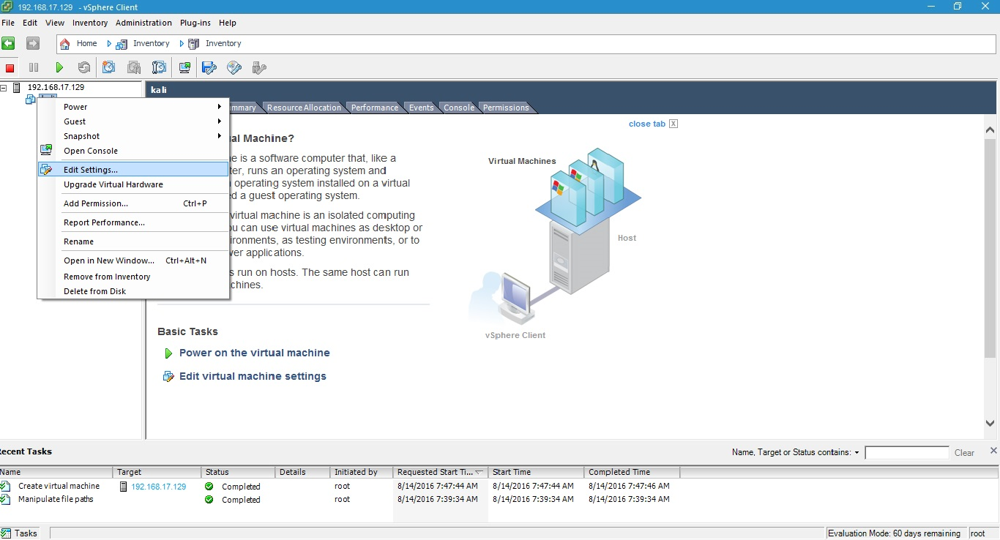 192.168.17.129 - vSphere Client
File Edit View Inventory Administration Plug-ins Help
Home Inventory Inventory
192.168.17.129
kali
mmary Resource Allocation Performance Events Console Permissions
close tab X
Power
Guest
Snapshot
Open Console
Edit Settings...
Upgrade Virtual Hardware
Add Permission... Ctrl+P
Report Performance...
Rename
Open in New Window... Ctrl+Alt+N
Remove from Inventory
Delete from Disk
al Machine?
e is a software computer that, like a
ter, runs an operating system and
operating system installed on a virtual
ed a guest operating system.
virtual machine is an isolated computing
ou can use virtual machines as desktop or
ironments, as testing environments, or to
ver applications.
s run on hosts. The same host can run
chines.
Virtual Machines
Host
vSphere Client
Basic Tasks
Power on the virtual machine
Edit virtual machine settings
Recent Tasks
Name, Target or Status contains: Clear
Name Target Status Details Initiated by Requested Start Ti... Start Time Completed Time
Create virtual machine 192.168.17.129 Completed root 8/14/2016 7:47:44 AM 8/14/2016 7:47:44 AM 8/14/2016 7:47:46 AM
Manipulate file paths Completed root 8/14/2016 7:39:34 AM 8/14/2016 7:39:34 AM 8/14/2016 7:39:34 AM
Tasks Evaluation Mode: 60 days remaining root